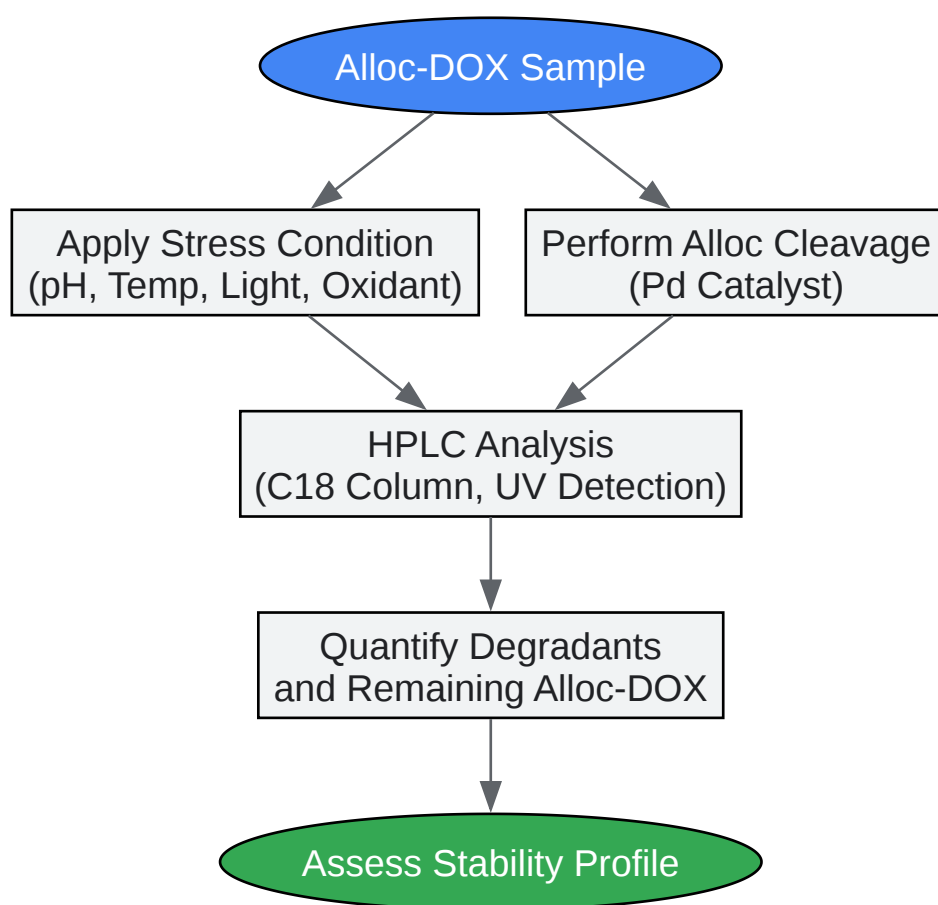 Alloc-DOX Sample
Apply Stress Condition
(pH, Temp, Light, Oxidant)
Perform Alloc Cleavage
(Pd Catalyst)
HPLC Analysis
(C18 Column, UV Detection)
Quantify Degradants
and Remaining Alloc-DOX
Assess Stability Profile